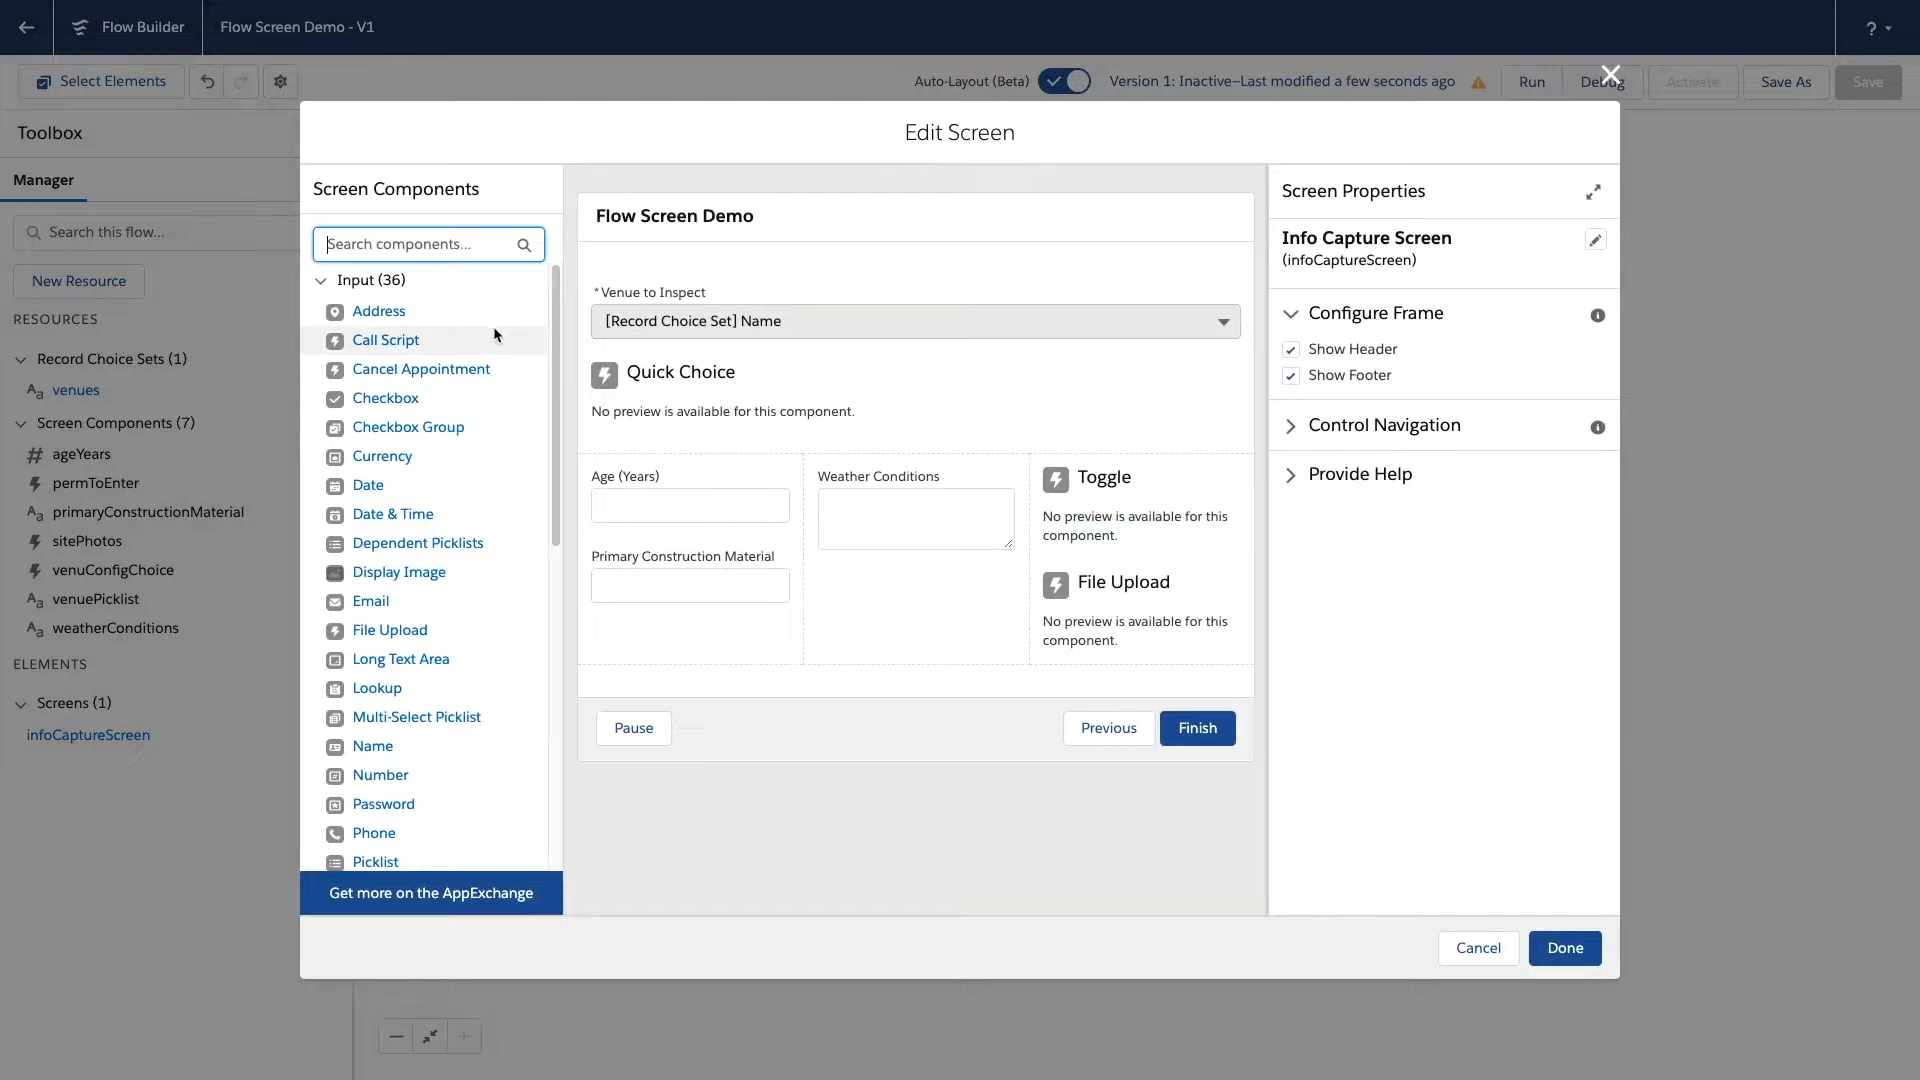 Flow Builder
Flow Screen Demo - V1
?
Select Elements
Auto-Layout (Beta)
Version 1: Inactive–Last modified a few seconds ago
Run
Debug
Activate
Save As
Save
Toolbox
Manager
Search this flow...
New Resource
RESOURCES
Record Choice Sets (1)
venues
Screen Components (7)
ageYears
permToEnter
primaryConstructionMaterial
sitePhotos
venuConfigChoice
venuePicklist
weatherConditions
ELEMENTS
Screens (1)
infoCaptureScreen
Edit Screen
Screen Components
Search components...
Input (36)
Address
Call Script
Cancel Appointment
Checkbox
Checkbox Group
Currency
Date
Date & Time
Dependent Picklists
Display Image
Email
File Upload
Long Text Area
Lookup
Multi-Select Picklist
Name
Number
Password
Phone
Picklist
Get more on the AppExchange
Flow Screen Demo
*Venue to Inspect
[Record Choice Set] Name
Quick Choice
No preview is available for this component.
Age (Years)
Primary Construction Material
Weather Conditions
Toggle
No preview is available for this
component.
File Upload
No preview is available for this
component.
Pause
Previous
Finish
Screen Properties
Info Capture Screen
(infoCaptureScreen)
Configure Frame
Show Header
Show Footer
Control Navigation
Provide Help
Cancel
Done